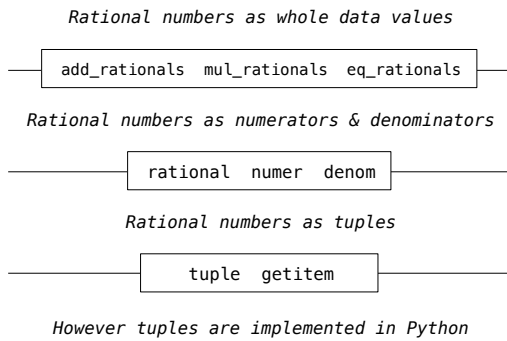 Rational numbers as whole data values
add_rationals mul_rationals eq_rationals
Rational numbers as numerators & denominators
rational numer denom
Rational numbers as tuples
tuple getitem
However tuples are implemented in Python